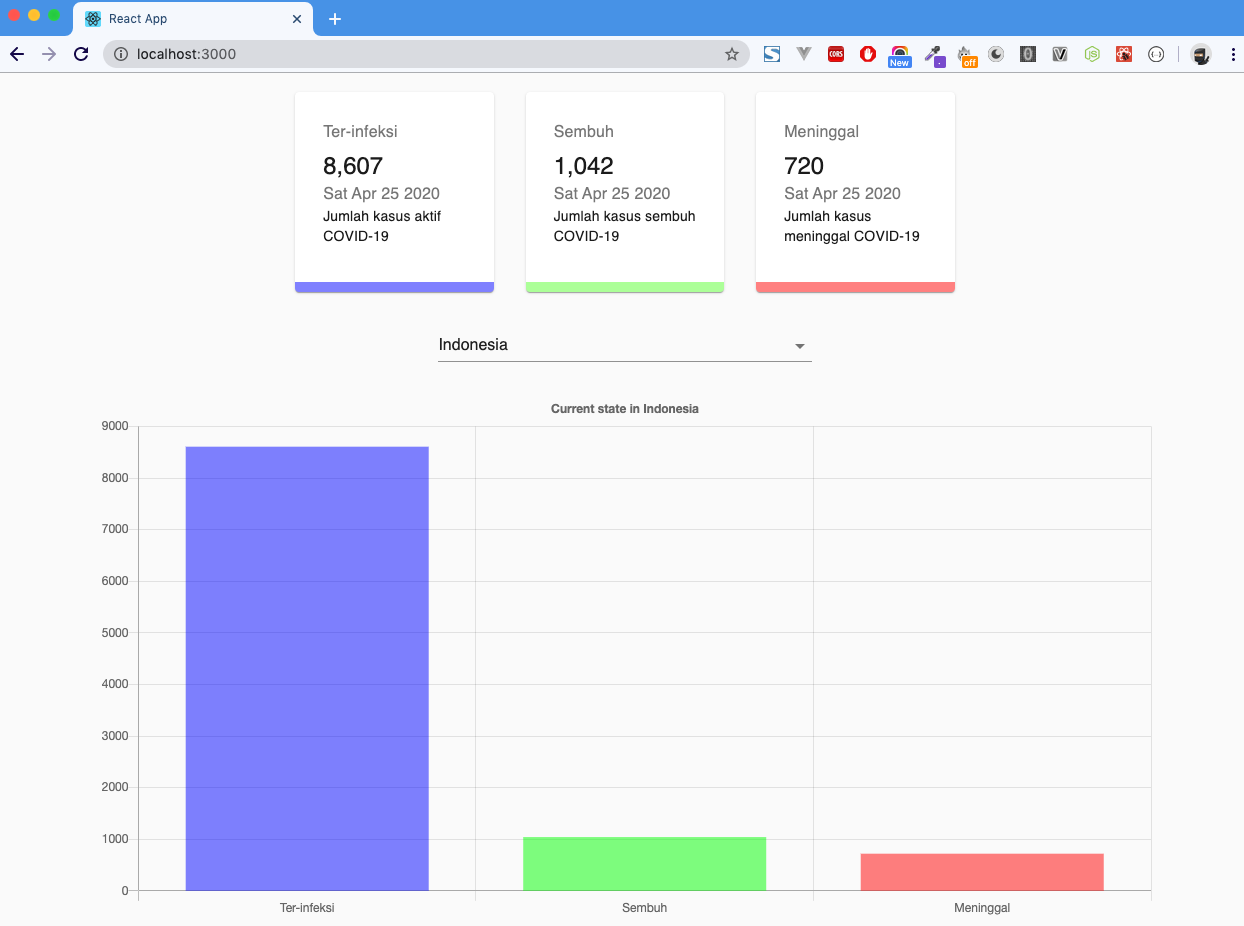 React App
localhost:3000
CORS
New
off
Ter-infeksi
8,607
Sat Apr 25 2020
Jumlah kasus aktif
COVID-19
Sembuh
1,042
Sat Apr 25 2020
Jumlah kasus sembuh
COVID-19
Meninggal
720
Sat Apr 25 2020
Jumlah kasus
meninggal COVID-19
Indonesia
Current state in Indonesia
9000
8000
7000
6000
5000
4000
3000
2000
1000
0
Ter-infeksi
Sembuh
Meninggal